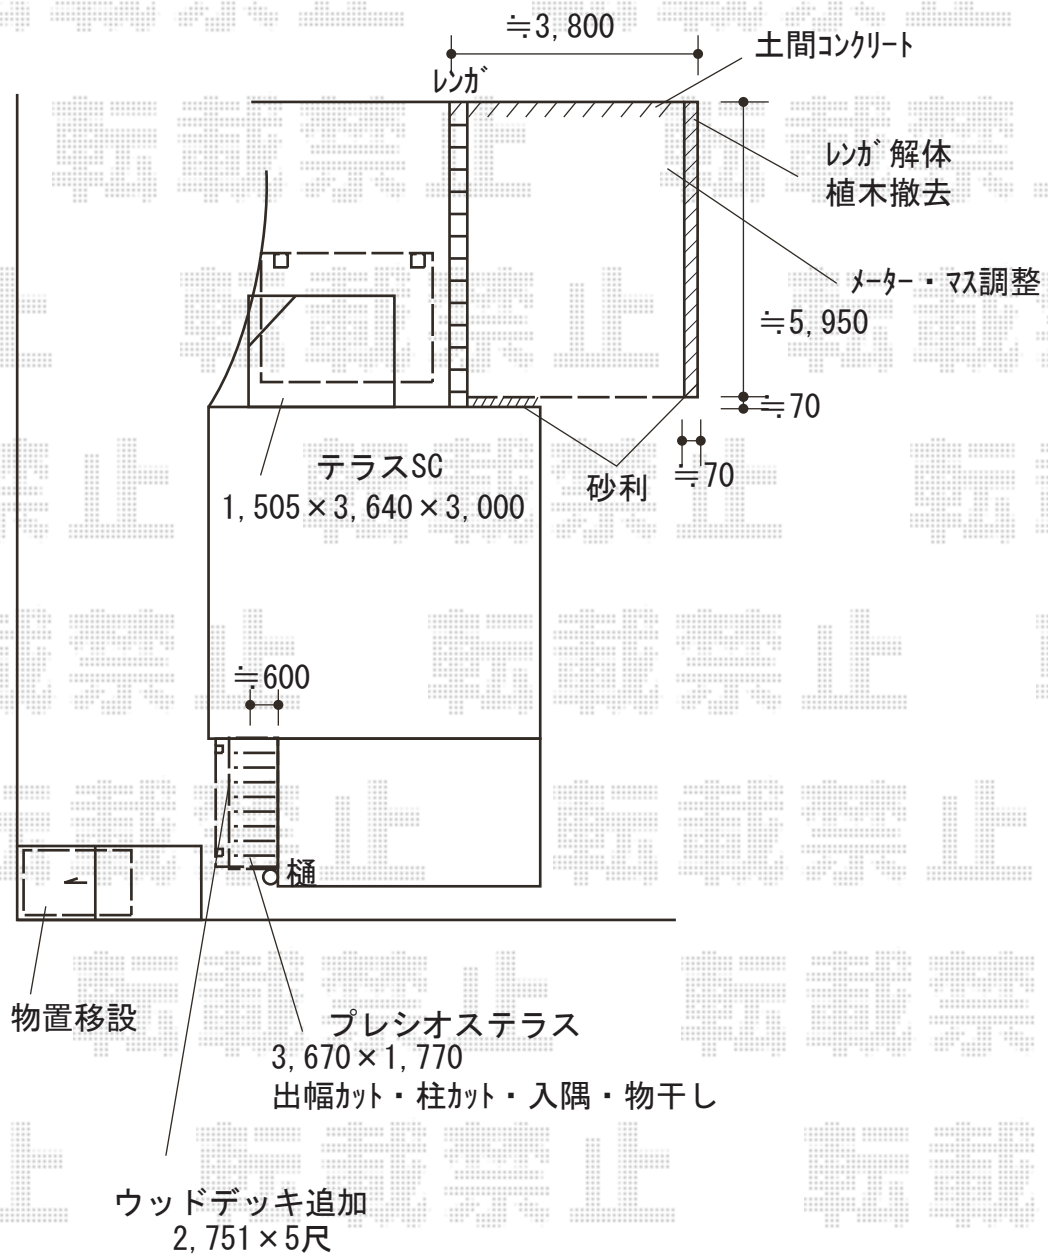 ≒3,800
土間コンクリート
レンガ
レンガ解体
植木撤去
メーター・マス調整
≒5,950
≒70
≒70
砂利
テラスSC
1,505×3,640×3,000
≒600
樋
物置移設
プレシオステラス
3,670×1,770
出幅カット・柱カット・入隅・物干し
ウッドデッキ追加
2,751×5尺
転載禁止